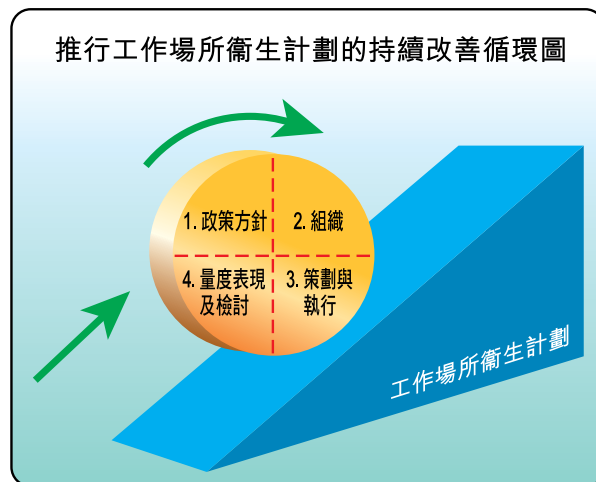 推行工作場所衞生計劃的持續改善循環圖
1. 政策方針
2. 組織
4. 量度表現
及檢討
3. 策劃與
執行
工作場所衞生計劃